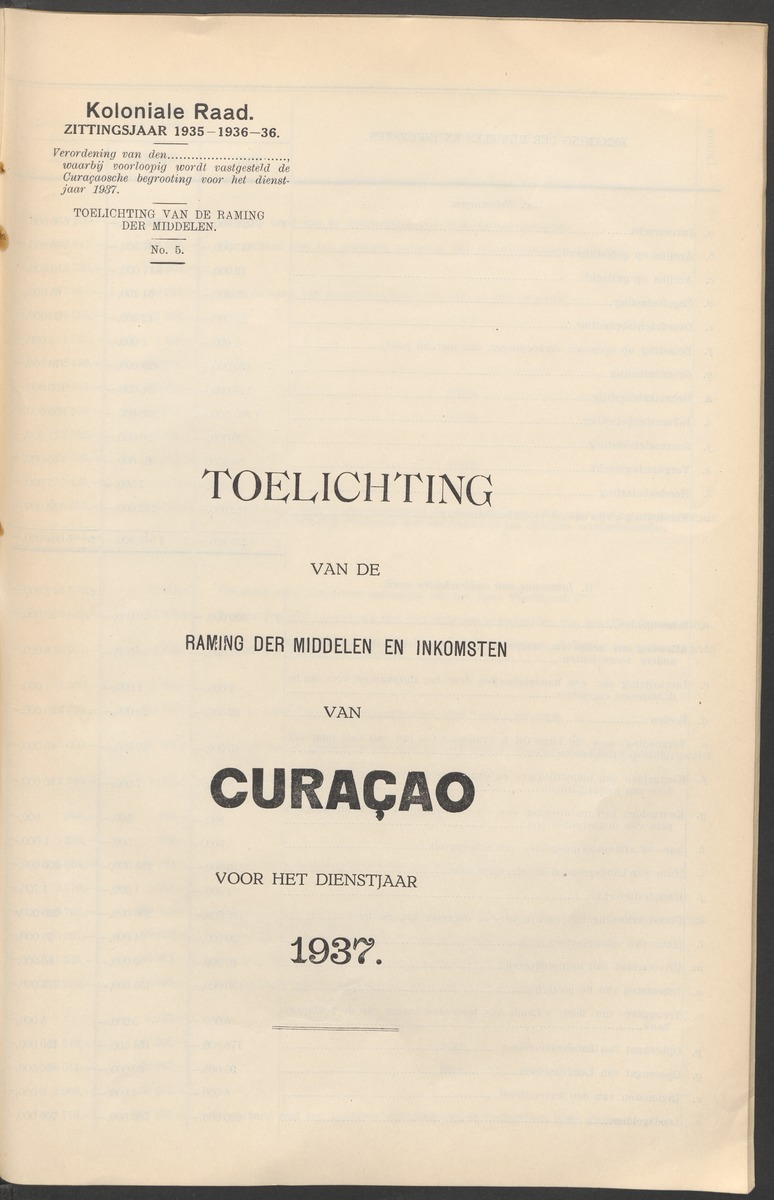 Koloniale Raad.
ZITTINGSJAAR 1935–1936–36.
Verordening van den..............................,
waarbij voorloopig wordt vastgesteld de
Curaçaosche begrooting voor het dienst-
jaar 1937.
TOELICHTING VAN DE RAMING
DER MIDDELEN.
No. 5.
TOELICHTING
VAN DE
RAMING DER MIDDELEN EN INKOMSTEN
VAN
CURAÇAO
VOOR HET DIENSTJAAR
1937.